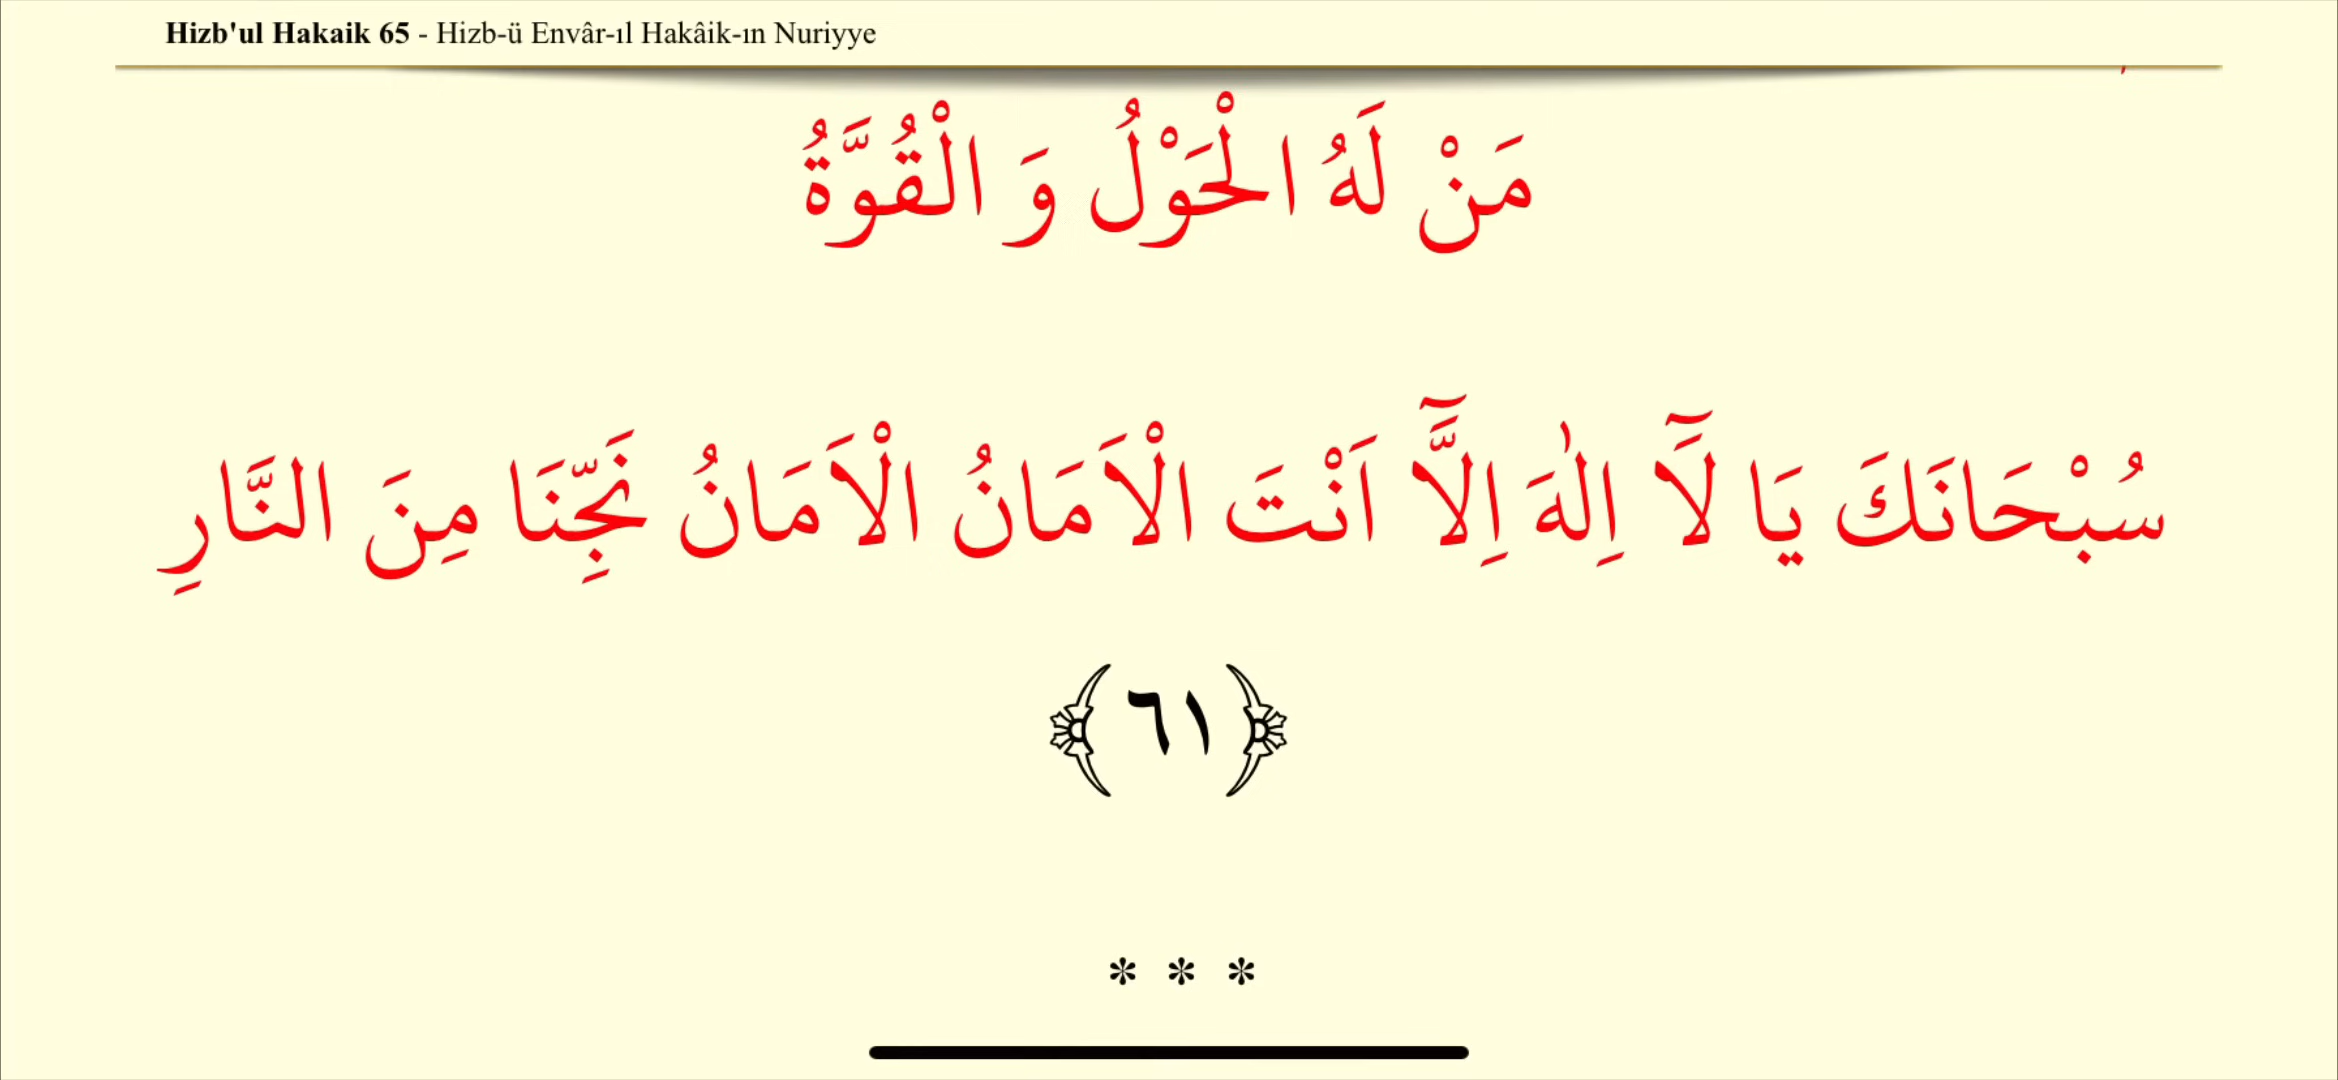 Hizb'ul Hakaik 65 - Hizb-ü Envâr-ıl Hakâik-ın Nuriyye
مَنْ لَهُ الْحَوْلُ وَ الْقُوَّةُ
سُبْحَانَكَ يَا لَٓا اِلٰهَ اِلَّٓا اَنْتَ الْاَمَانُ الْاَمَانُ نَجِّنَا مِنَ النَّارِ
﴿٦١﴾
* * *